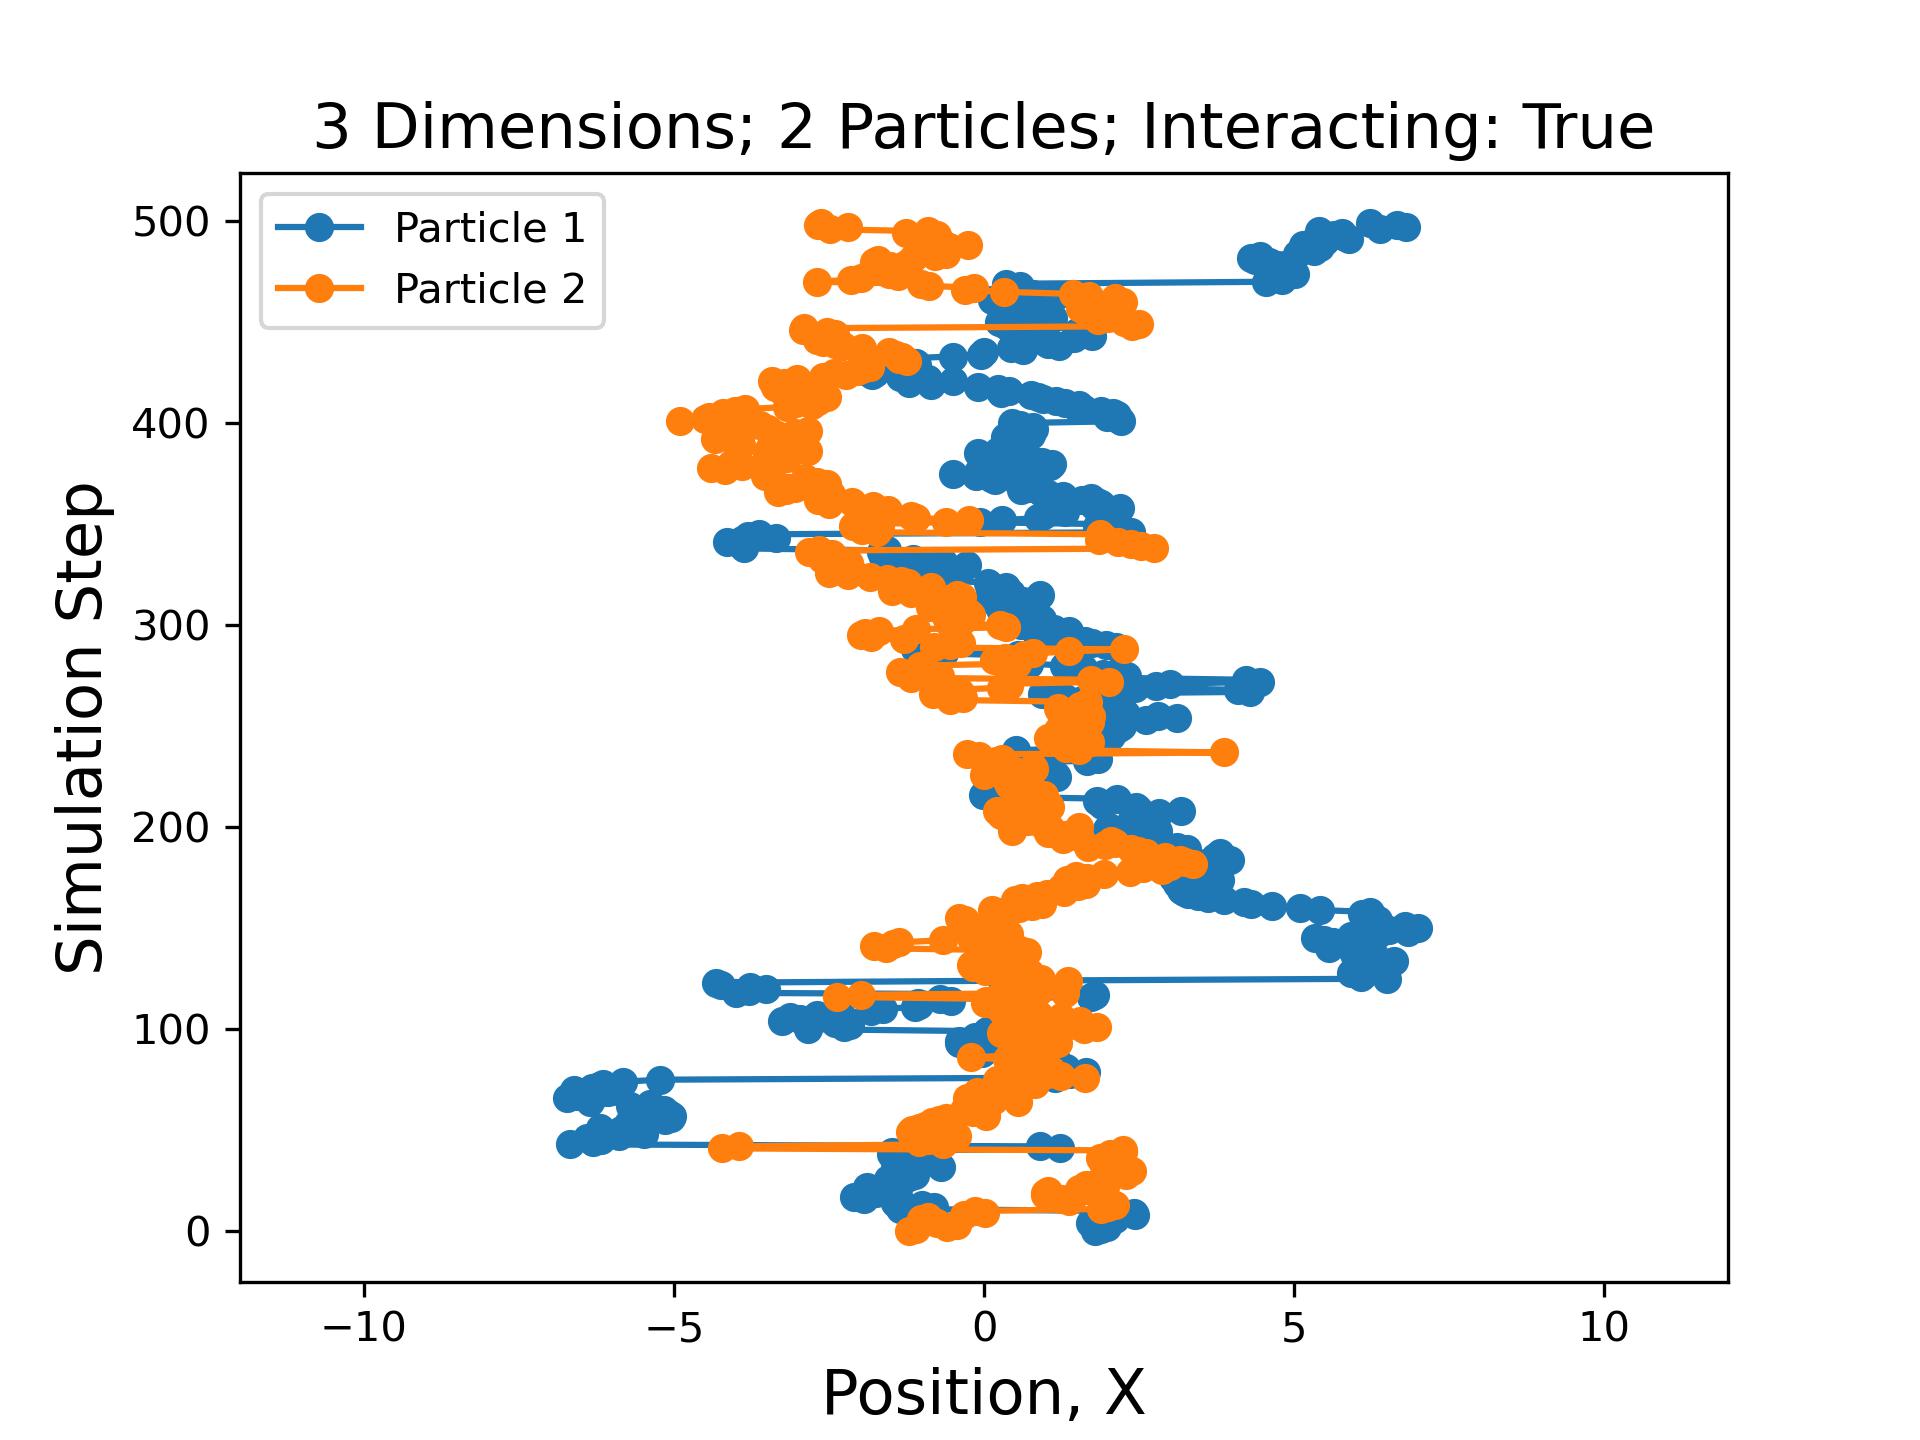 3 Dimensions; 2 Particles; Interacting: True
Particle 1
Particle 2
Simulation Step
500
400
300
200
100
0
−10
−5
0
5
10
Position, X